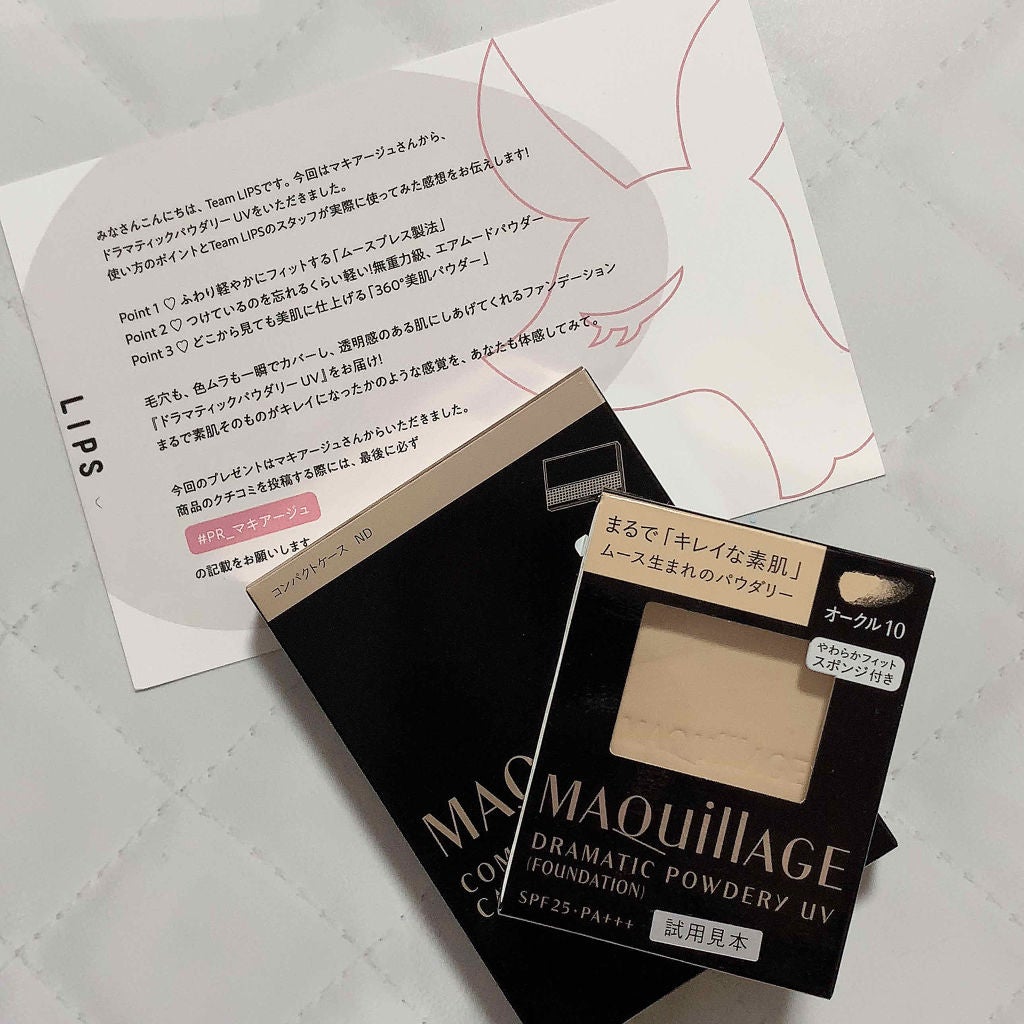 みなさんこんにちは、Team LIPSです。今回はマキアージュさんから、
ドラマティックパウダリー UVをいただきました。
使い方のポイントとTeam LIPSのスタッフが実際に使ってみた感想をお伝えします!
Point 1 ♡ ふわり軽やかにフィットする「ムースプレス製法」
Point 2 ♡ つけているのを忘れるくらい軽い!無重力級、エアムードパウダー
Point 3 ♡ どこから見ても美肌に仕上げる「360°美肌パウダー」
毛穴も、色ムラも一瞬でカバーし、透明感のある肌にしあげてくれるファンデーション
『ドラマティックパウダリー UV』をお届け!
まるで素肌そのものがキレイになったかのような感覚を、あなたも体感してみて。
今回のプレゼントはマキアージュさんからいただきました。
商品のクチコミを投稿する際には、最後に必ず
#PR_マキアージュ
の記載をお願いします
LIPS
コンパクトケース ND
MAQ
COM
CA
まるで「キレイな素肌」
ムース生まれのパウダリー
オークル10
やわらかフィット
スポンジ付き
MAQUILLAGE
MAQuillAGE
DRAMATIC POWDERY UV
(FOUNDATION)
SPF25・PA+++
試用見本